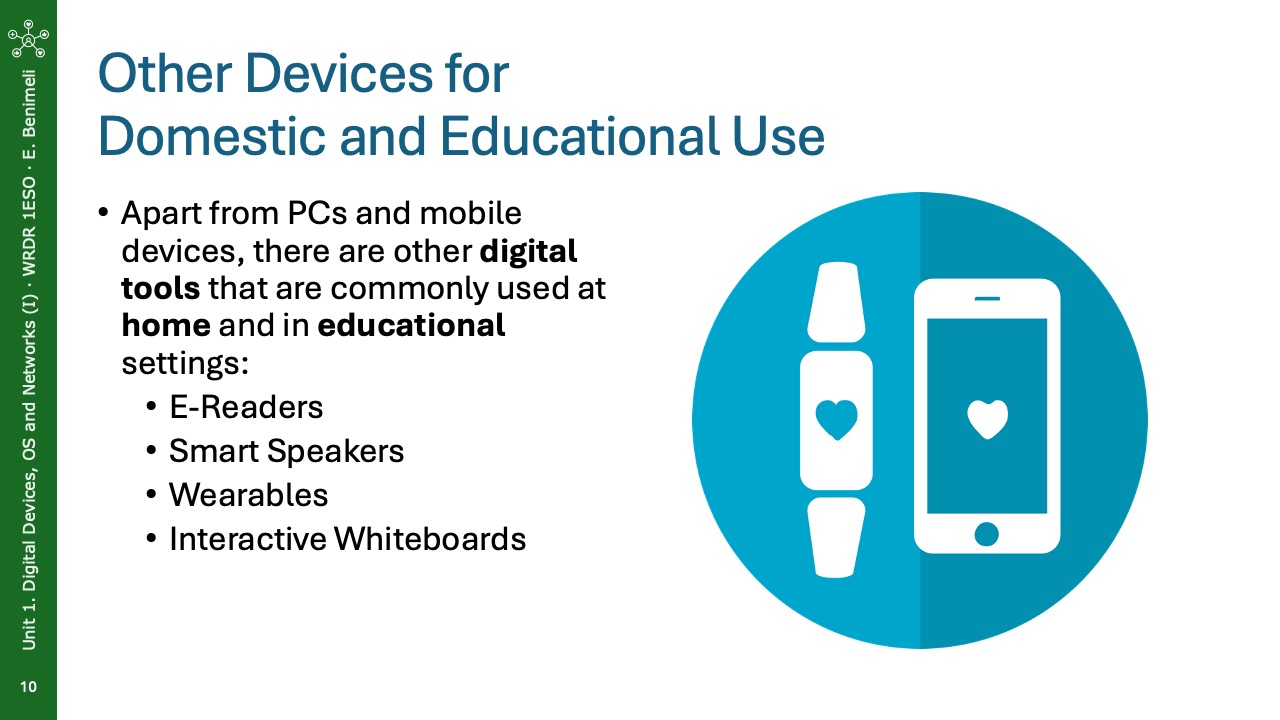 Other Devices for
Domestic and Educational Use
• Apart from PCs and mobile
devices, there are other digital
tools that are commonly used at
home and in educational
settings:
• E-Readers
• Smart Speakers
• Wearables
• Interactive Whiteboards
Unit 1. Digital Devices, OS and Networks (I) · WRDR 1ESO · E. Benimeli
10